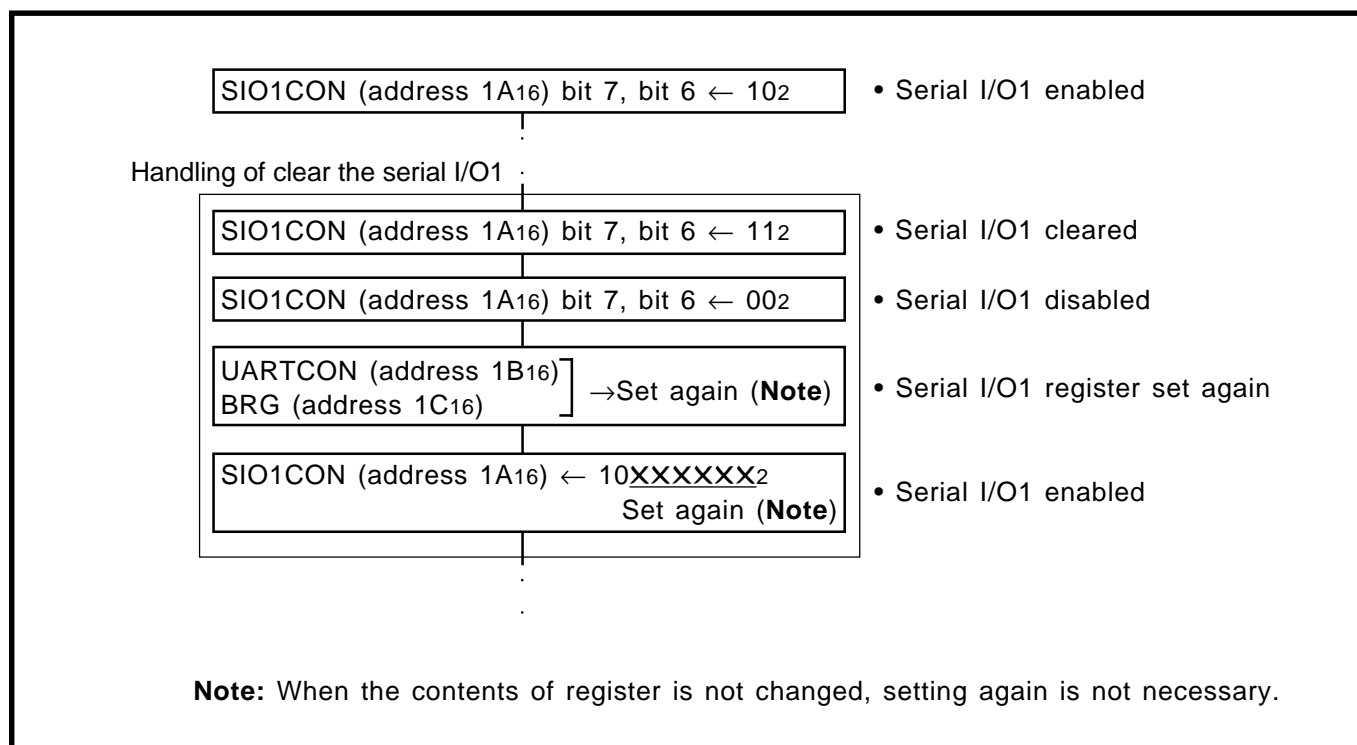 SIO1CON (address 1A16) bit 7, bit 6 ← 102 • Serial I/O1 enabled
Handling of clear the serial I/O1
SIO1CON (address 1A16) bit 7, bit 6 ← 112 • Serial I/O1 cleared
SIO1CON (address 1A16) bit 7, bit 6 ← 002 • Serial I/O1 disabled
UARTCON (address 1B16)
BRG (address 1C16)
→Set again (Note) • Serial I/O1 register set again
SIO1CON (address 1A16) ← 10XXXXXX2
Set again (Note)
• Serial I/O1 enabled
Note: When the contents of register is not changed, setting again is not necessary.